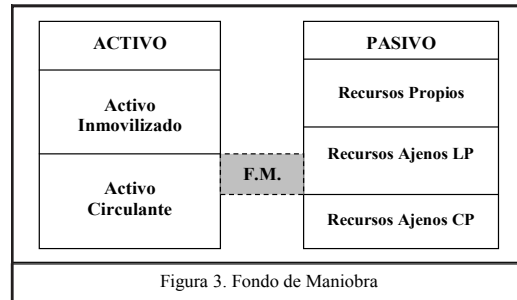 ACTIVO
Activo
Inmovilizado
Activo
Circulante
F.M.
PASIVO
Recursos Propios
Recursos Ajenos LP
Recursos Ajenos CP
Figura 3. Fondo de Maniobra